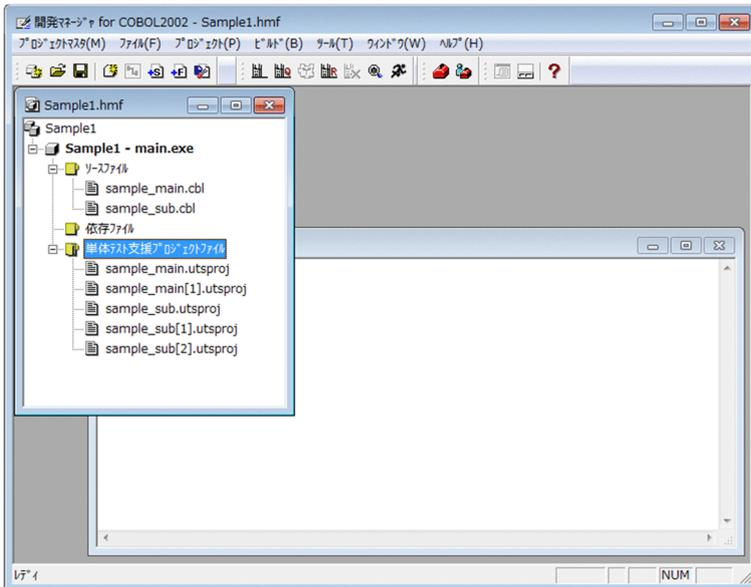 開発ﾏﾈｰｼﾞｬ for COBOL2002 - Sample1.hmf
ﾌﾟﾛｼﾞｪｸﾄﾏｽﾀ(M) ﾌｧｲﾙ(F) ﾌﾟﾛｼﾞｪｸﾄ(P) ﾋﾞﾙﾄﾞ(B) ﾂｰﾙ(T) ｳｨﾝﾄﾞｳ(W) ﾍﾙﾌﾟ(H)
Sample1.hmf
Sample1
Sample1 - main.exe
ｿｰｽﾌｧｲﾙ
sample_main.cbl
sample_sub.cbl
依存ﾌｧｲﾙ
単体ﾃｽﾄ支援ﾌﾟﾛｼﾞｪｸﾄﾌｧｲﾙ
sample_main.utsproj
sample_main[1].utsproj
sample_sub.utsproj
sample_sub[1].utsproj
sample_sub[2].utsproj
ﾚﾃﾞｨ
NUM